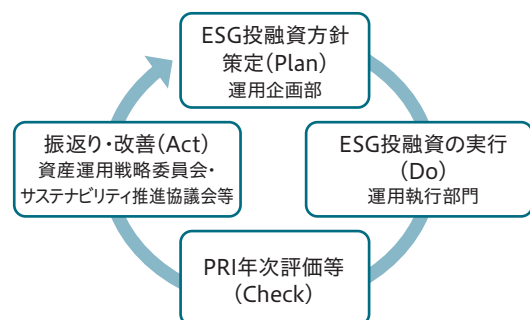 ESG投融資方針
策定(Plan)
運用企画部
振返り・改善(Act)
資産運用戦略委員会・
サステナビリティ推進協議会等
ESG投融資の実行
(Do)
運用執行部門
PRI年次評価等
(Check)